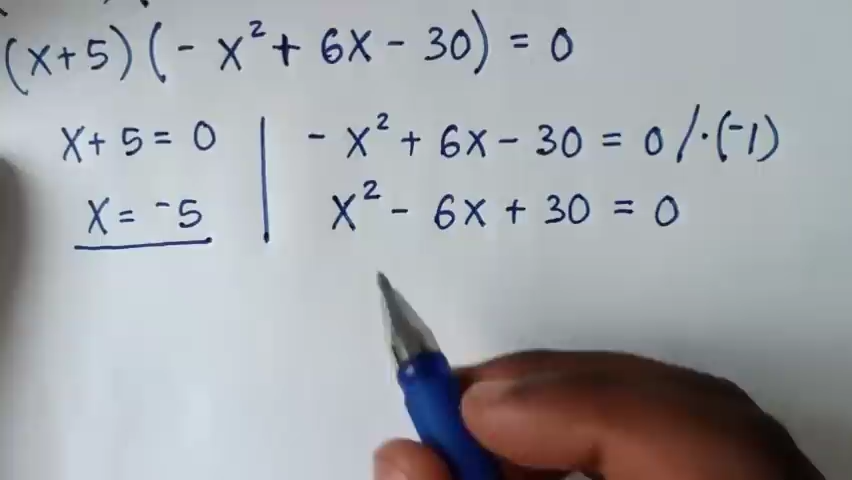 (x+5)(-x²+6x-30)=0
x+5=0 | -x²+6x-30=0/·(⁻1)
x=⁻5 | x²-6x+30=0